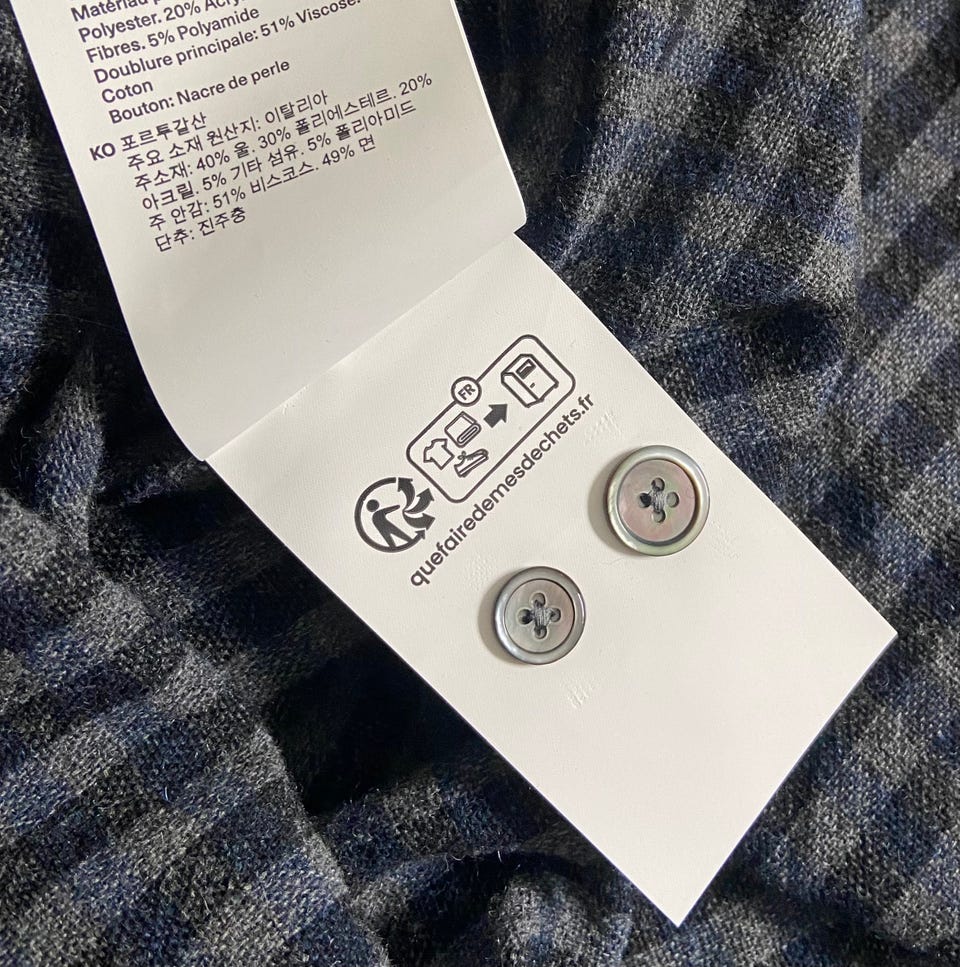 Matériau
Polyester. 20%
Fibres. 5% Polyamide
Doublure principale: 51% Viscose.
Coton
Bouton: Nacre de perle
KO 포르투갈산
주요 소재 원산지: 이탈리아
주소재: 40% 울. 30% 폴리에스테르. 20%
아크릴. 5% 기타 섬유. 5% 폴리아미드
주 안감: 51% 비스코스. 49% 면
단추: 진주층
FR
quefairedemesdechets.fr